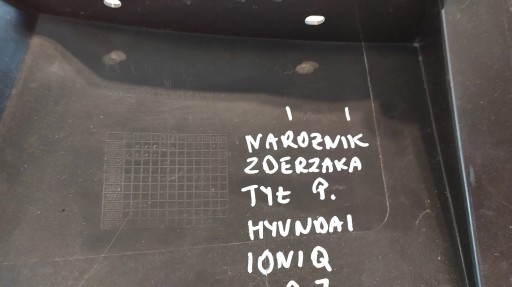 NAROZNIK
ZDERZAKA
TYŁ P.
HYUNDAI
IONIQ